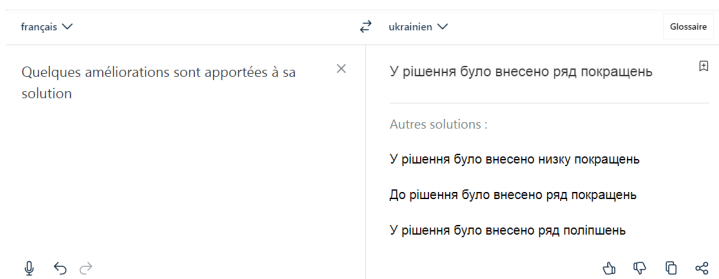 français
ukrainien
Glossaire
Quelques améliorations sont apportées à sa
solution
У рішення було внесено ряд покращень
Autres solutions :
У рішення було внесено низку покращень
До рішення було внесено ряд покращень
У рішення було внесено ряд поліпшень